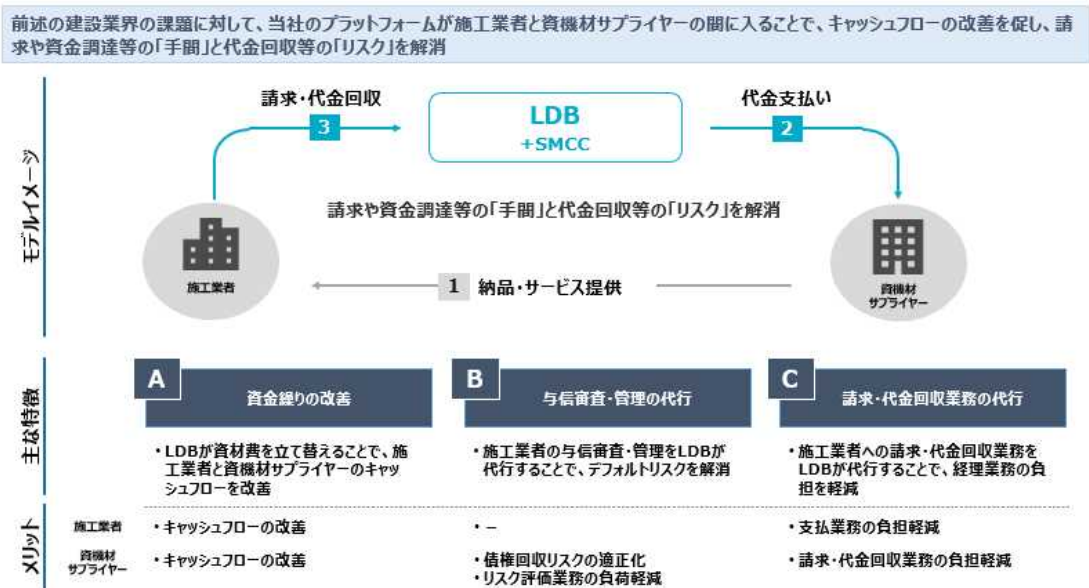 前述の建設業界の課題に対して、当社のプラットフォームが施工業者と資機材サプライヤーの間に入ることで、キャッシュフローの改善を促し、請
求や資金調達等の「手間」と代金回収等の「リスク」を解消
モデルイメージ
請求・代金回収
3
LDB
+SMCC
代金支払い
2
請求や資金調達等の「手間」と代金回収等の「リスク」を解消
施工業者
1 納品・サービス提供
資機材
サプライヤー
主な特徴
A
資金繰りの改善
・LDBが資材費を立て替えることで、施
工業者と資機材サプライヤーのキャッ
シュフローを改善
B
与信審査・管理の代行
・施工業者の与信審査・管理をLDBが
代行することで、デフォルトリスクを解消
C
請求・代金回収業務の代行
・施工業者への請求・代金回収業務を
LDBが代行することで、経理業務の負
担を軽減
メリット
施工業者
・キャッシュフローの改善
・－
・支払業務の負担軽減
資機材
サプライヤー
・キャッシュフローの改善
・債権回収リスクの適正化
・リスク評価業務の負荷軽減
・請求・代金回収業務の負担軽減